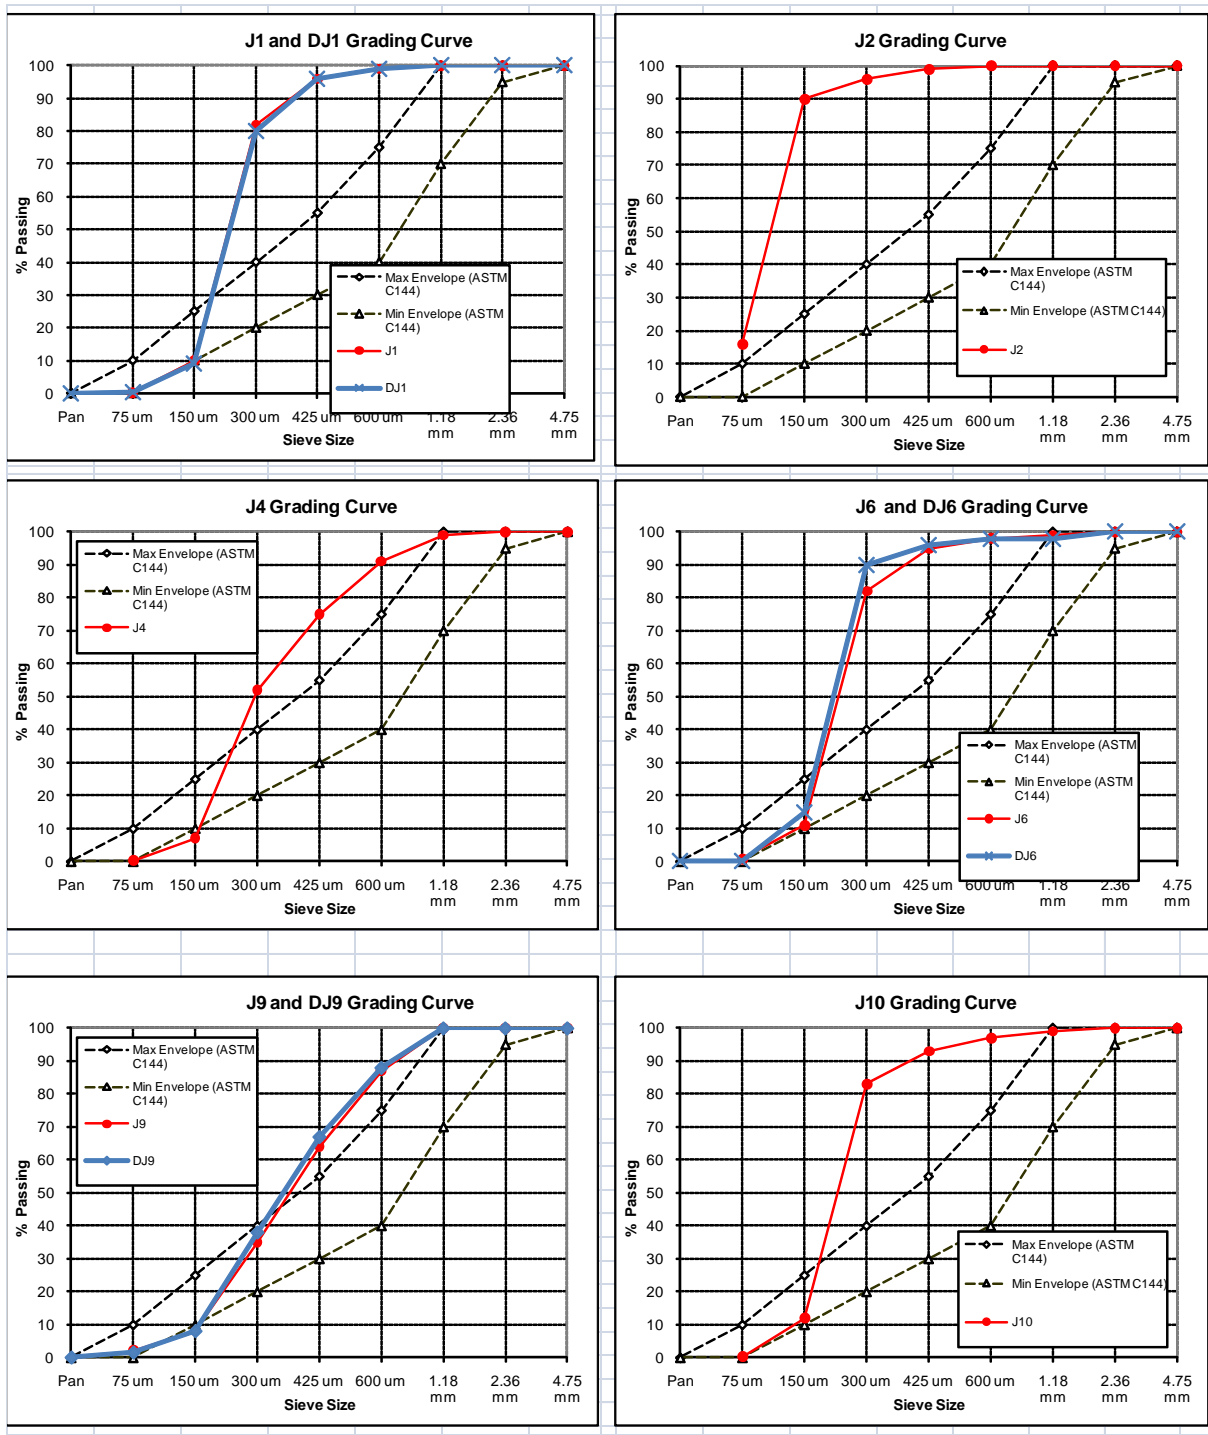 J1 and DJ1 Grading Curve
100
90
80
70
60
50
40
30
20
10
0
% Passing
Max Envelope (ASTM
C144)
Min Envelope (ASTM
C144)
J1
DJ1
Pan 75 um 150 um 300 um 425 um 600 um 1.18 2.36 4.75
mm mm mm
Sieve Size
J2 Grading Curve
100
90
80
70
60
50
40
30
20
10
0
% Passing
Max Envelope (ASTM
C144)
Min Envelope (ASTM C144)
J2
Pan 75 um 150 um 300 um 425 um 600 um 1.18 2.36 4.75
mm mm mm
Sieve Size
J4 Grading Curve
100
90
80
70
60
50
40
30
20
10
0
% Passing
Max Envelope (ASTM
C144)
Min Envelope (ASTM
C144)
J4
Pan 75 um 150 um 300 um 425 um 600 um 1.18 2.36 4.75
mm mm mm
Sieve Size
J6 and DJ6 Grading Curve
100
90
80
70
60
50
40
30
20
10
0
% Passing
Max Envelope (ASTM
C144)
Min Envelope (ASTM
C144)
J6
DJ6
Pan 75 um 150 um 300 um 425 um 600 um 1.18 2.36 4.75
mm mm mm
Sieve Size
J9 and DJ9 Grading Curve
100
90
80
70
60
50
40
30
20
10
0
% Passing
Max Envelope (ASTM
C144)
Min Envelope (ASTM
C144)
J9
DJ9
Pan 75 um 150 um 300 um 425 um 600 um 1.18 2.36 4.75
mm mm mm
Sieve Size
J10 Grading Curve
100
90
80
70
60
50
40
30
20
10
0
% Passing
Max Envelope (ASTM
C144)
Min Envelope (ASTM C144)
J10
Pan 75 um 150 um 300 um 425 um 600 um 1.18 2.36 4.75
mm mm mm
Sieve Size